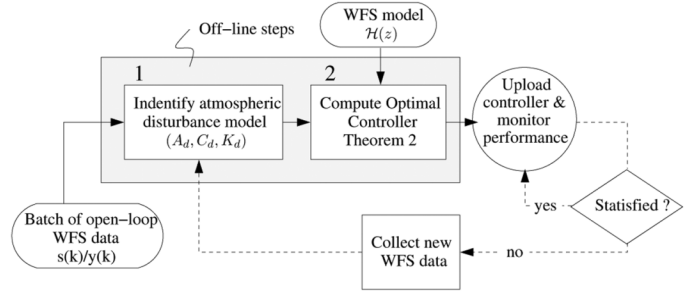 Off-line steps
WFS model
H(z)
1
Indentify atmospheric
disturbance model
(A_d, C_d, K_d)
2
Compute Optimal
Controller
Theorem 2
Upload
controller &
monitor
performance
Statisfied ?
yes
no
Collect new
WFS data
Batch of open-loop
WFS data
s(k)/y(k)